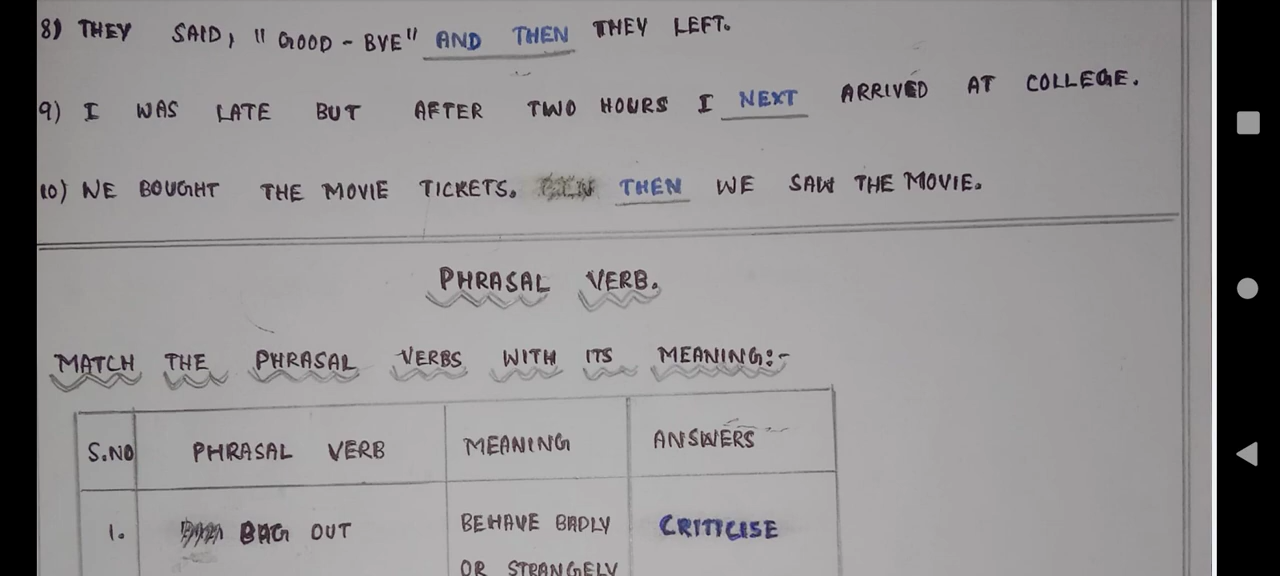 8) THEY SAID, "GOOD - BYE" AND THEN THEY LEFT.
9) I WAS LATE BUT AFTER TWO HOURS I NEXT ARRIVED AT COLLEGE.
10) WE BOUGHT THE MOVIE TICKETS. THEN WE SAW THE MOVIE.
PHRASAL VERB.
MATCH THE PHRASAL VERBS WITH ITS MEANING:-
S.NO PHRASAL VERB MEANING ANSWERS
1. BAG OUT BEHAVE BADLY CRITICISE
OR STRANGELY